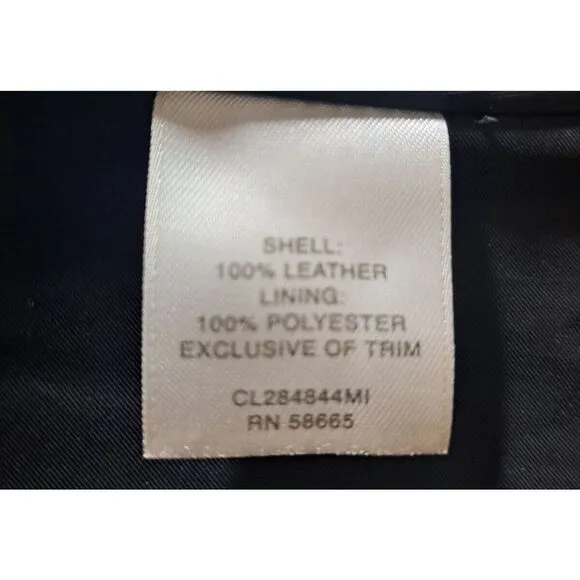 SHELL:
100% LEATHER
LINING:
100% POLYESTER
EXCLUSIVE OF TRIM
CL284844MI
RN 58665